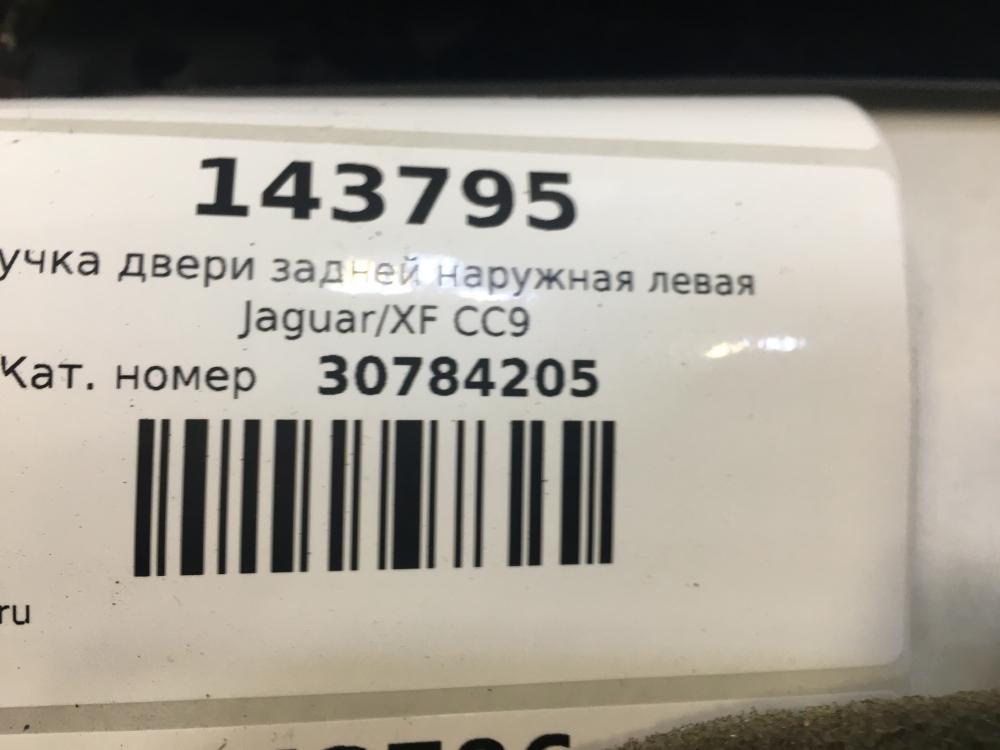 143795
учка двери задней наружная левая
Jaguar/XF CC9
Кат. номер 30784205
ru